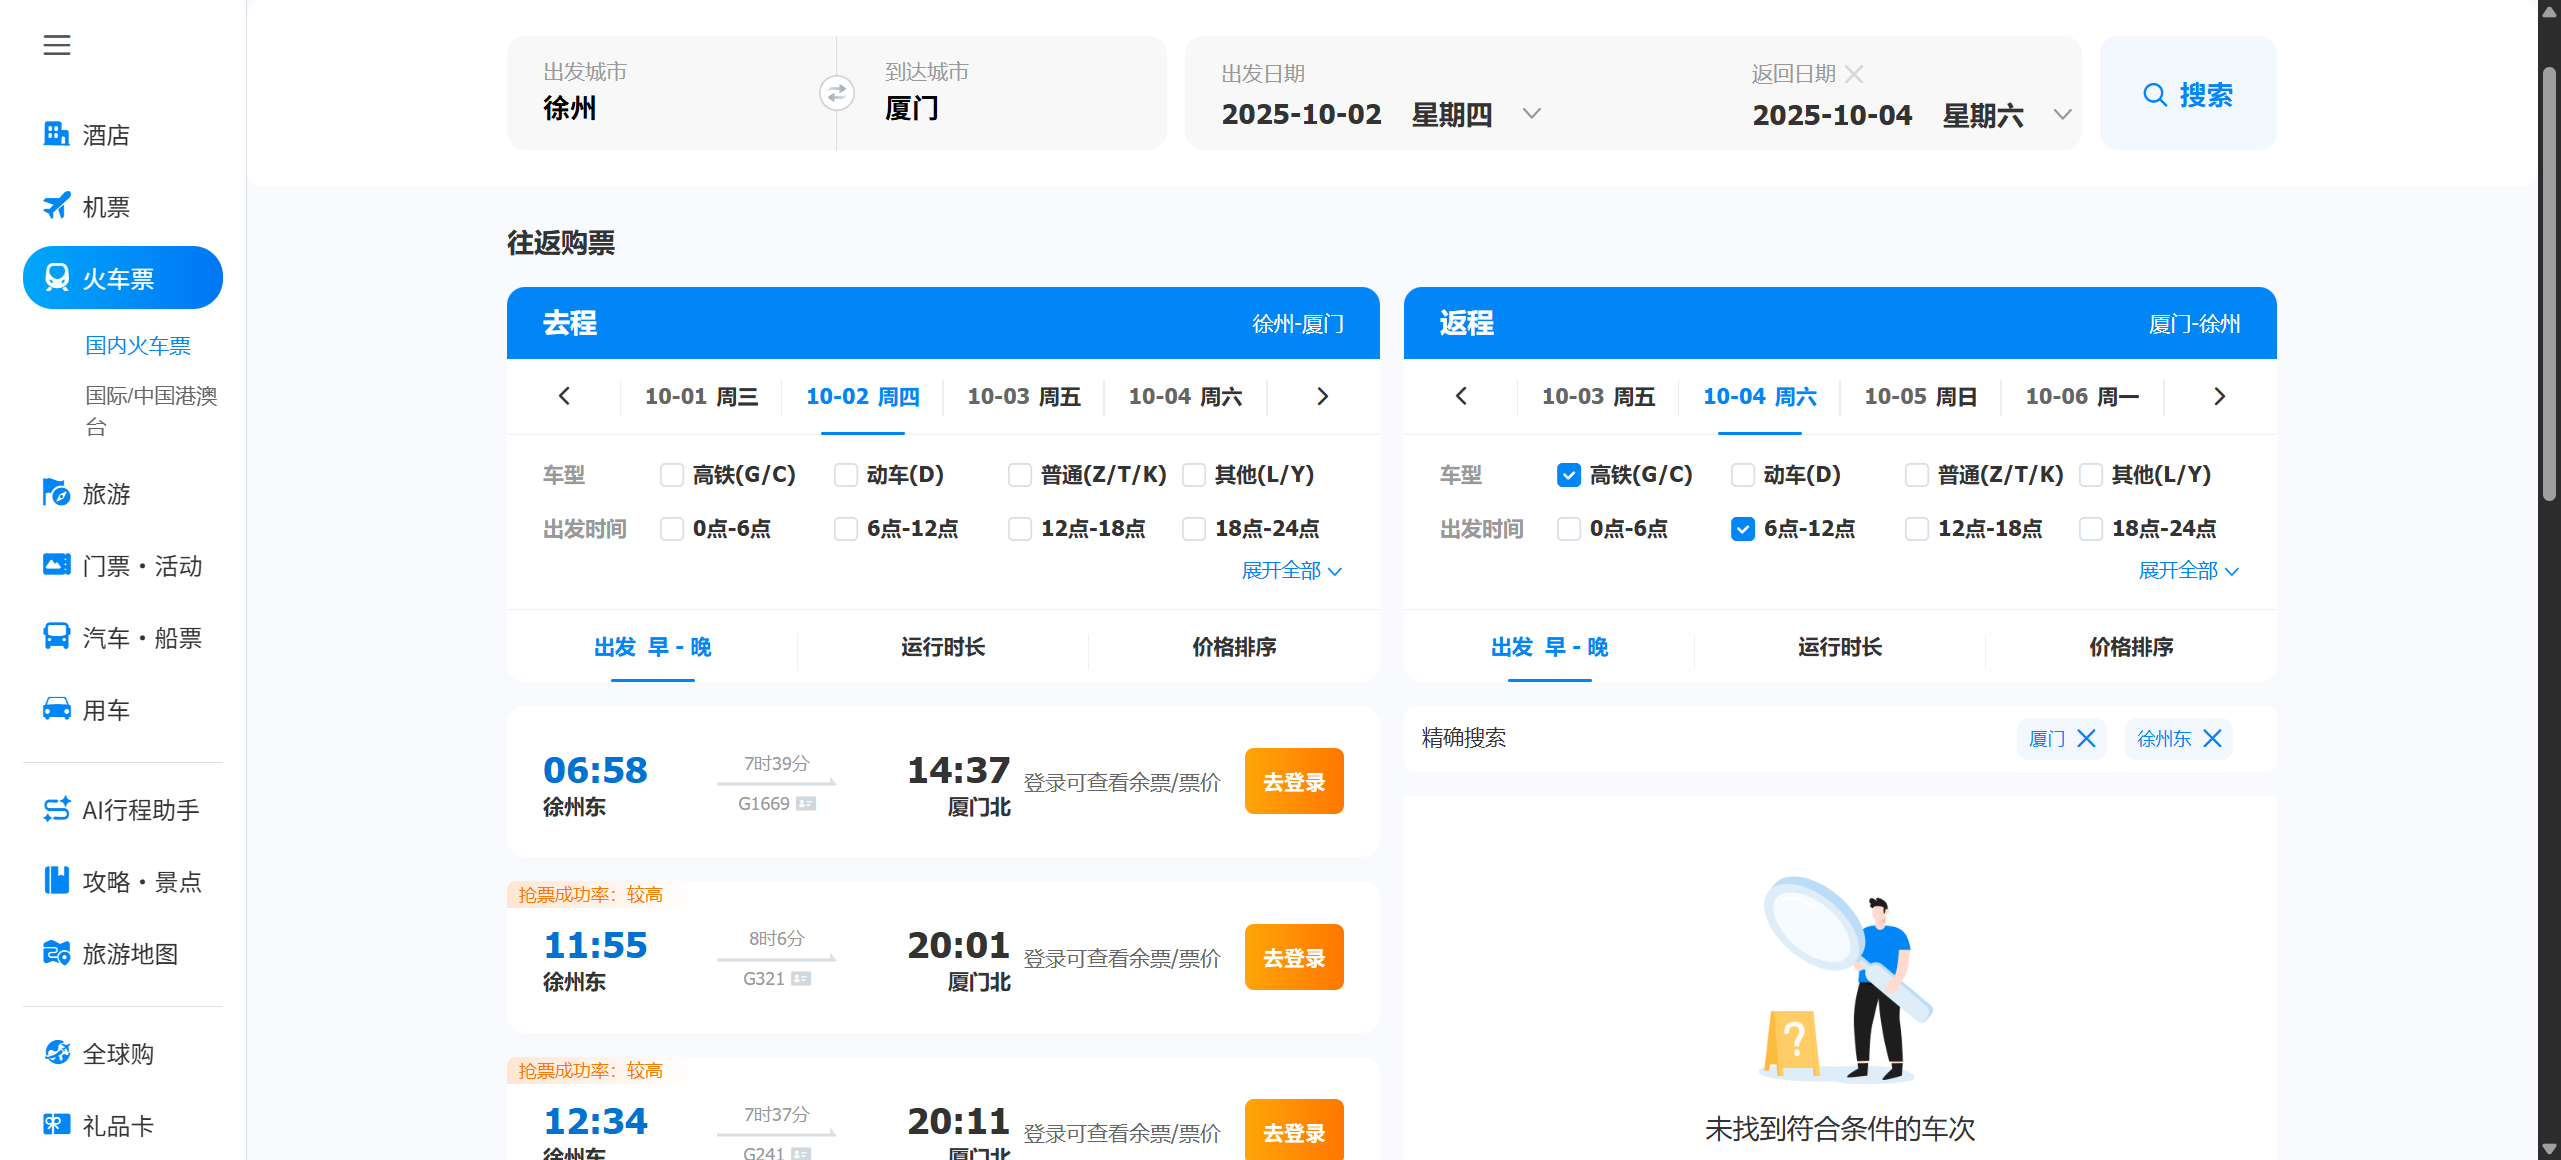 酒店
机票
火车票
国内火车票
国际/中国港澳
台
旅游
门票・活动
汽车・船票
用车
AI行程助手
攻略・景点
旅游地图
全球购
礼品卡
出发城市
徐州
到达城市
厦门
出发日期
2025-10-02 星期四
返回日期
2025-10-04 星期六
搜索
往返购票
去程 徐州-厦门
10-01 周三 10-02 周四 10-03 周五 10-04 周六
车型 高铁(G/C) 动车(D) 普通(Z/T/K) 其他(L/Y)
出发时间 0点-6点 6点-12点 12点-18点 18点-24点
展开全部
出发 早 - 晚 运行时长 价格排序
06:58 7时39分 14:37 登录可查看余票/票价 去登录
徐州东 G1669 厦门北
抢票成功率：较高
11:55 8时6分 20:01 登录可查看余票/票价 去登录
徐州东 G321 厦门北
抢票成功率：较高
12:34 7时37分 20:11 登录可查看余票/票价 去登录
徐州东 G241 厦门北
返程 厦门-徐州
10-03 周五 10-04 周六 10-05 周日 10-06 周一
车型 高铁(G/C) 动车(D) 普通(Z/T/K) 其他(L/Y)
出发时间 0点-6点 6点-12点 12点-18点 18点-24点
展开全部
出发 早 - 晚 运行时长 价格排序
精确搜索 厦门 徐州东
?
未找到符合条件的车次